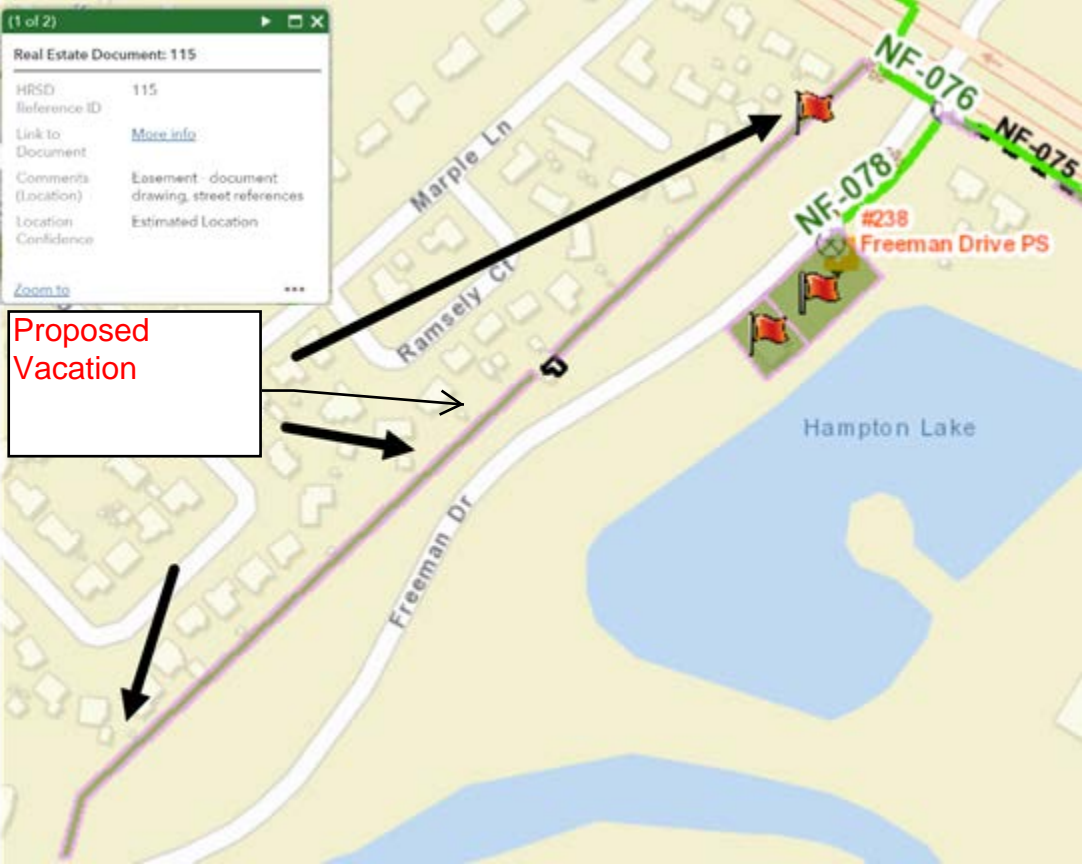 (1 of 2)
Real Estate Document: 115
HRSD
Reference ID
115
Link to
Document
More info
Comments
(Location)
Easement - document
drawing, street references
Location
Confidence
Estimated Location
Zoom to
Proposed
Vacation
Marple Ln
Ramsely Ct
Freeman Dr
NF-076
NF-075
NF-078
#238
Freeman Drive PS
Hampton Lake